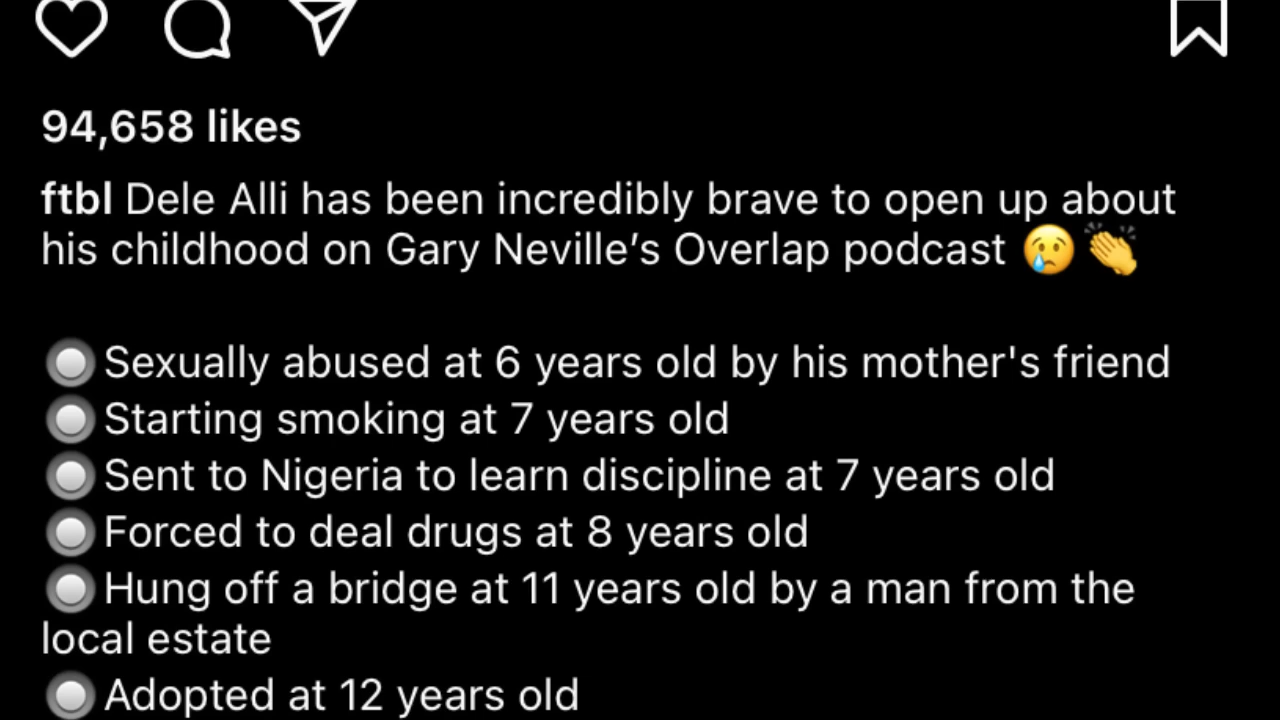 94,658 likes
ftbl Dele Alli has been incredibly brave to open up about
his childhood on Gary Neville’s Overlap podcast 😢👏
🔘Sexually abused at 6 years old by his mother's friend
🔘Starting smoking at 7 years old
🔘Sent to Nigeria to learn discipline at 7 years old
🔘Forced to deal drugs at 8 years old
🔘Hung off a bridge at 11 years old by a man from the
local estate
🔘Adopted at 12 years old